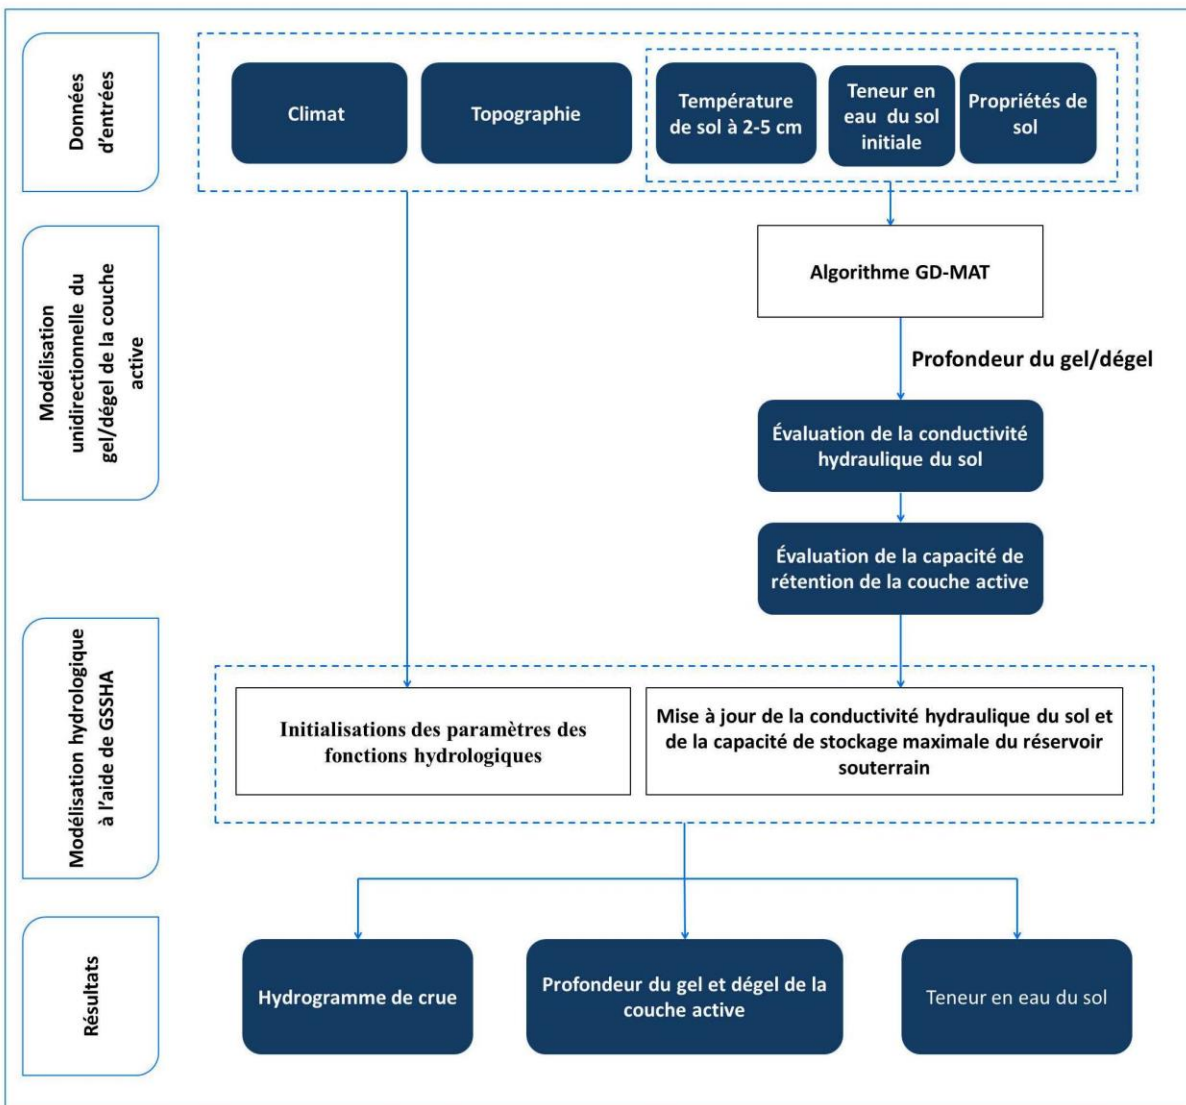 Données
d'entrées
Climat
Topographie
Température
de sol à 2-5 cm
Teneur en
eau du sol
initiale
Propriétés de
sol
Modélisation
unidirectionnelle du
gel/dégel de la couche
active
Algorithme GD-MAT
Profondeur du gel/dégel
Évaluation de la conductivité
hydraulique du sol
Évaluation de la capacité de
rétention de la couche active
Modélisation hydrologique
à l'aide de GSSHA
Initialisations des paramètres des
fonctions hydrologiques
Mise à jour de la conductivité hydraulique du sol et
de la capacité de stockage maximale du réservoir
souterrain
Résultats
Hydrogramme de crue
Profondeur du gel et dégel de la
couche active
Teneur en eau du sol